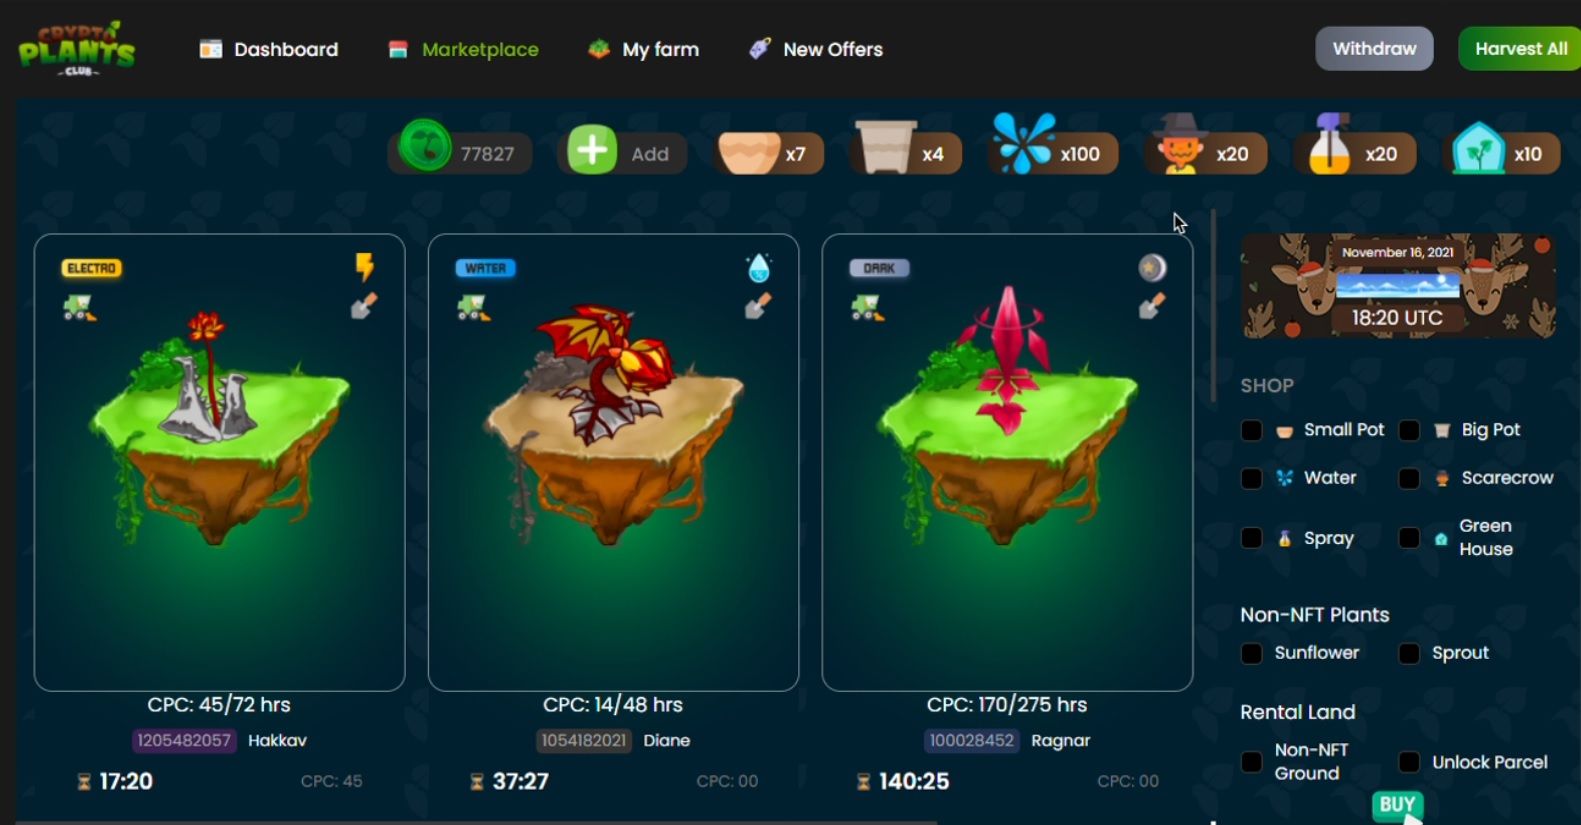 CRYPTO
PLANTS
-CLUB-
Dashboard
Marketplace
My farm
New Offers
Withdraw
Harvest All
77827
Add
x7
x4
x100
x20
x20
x10
ELECTRO
WATER
DARK
CPC: 45/72 hrs
1205482057 Hakkav
17:20 CPC: 45
CPC: 14/48 hrs
1054182021 Diane
37:27 CPC: 00
CPC: 170/275 hrs
100028452 Ragnar
140:25 CPC: 00
November 16, 2021
18:20 UTC
SHOP
Small Pot
Big Pot
Water
Scarecrow
Spray
Green
House
Non-NFT Plants
Sunflower
Sprout
Rental Land
Non-NFT
Ground
Unlock Parcel
BUY